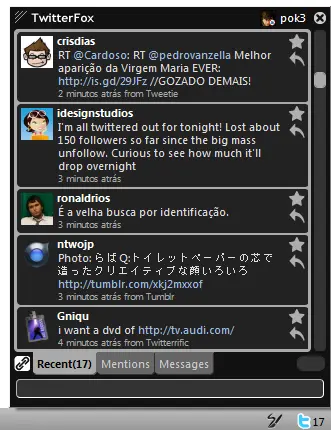 TwitterFox
pok3
crisdias
RT @Cardoso: RT @pedrovanzella Melhor
aparição da Virgem Maria EVER:
http://is.gd/29JFz //GOZADO DEMAIS!
2 minutos atrás from Tweetie
idesignstudios
I'm all twittered out for tonight! Lost about
150 followers so far since the big mass
unfollow. Curious to see how much it'll
drop overnight
3 minutos atrás
ronaldrios
É a velha busca por identificação.
3 minutos atrás
ntwojp
Photo: らばQ:トイレットペーパーの芯で
造ったクリエイティブな顔いろいろ
http://tumblr.com/xkj2mxxof
3 minutos atrás from Tumblr
Gniqu
i want a dvd of http://tv.audi.com/
4 minutos atrás from Twitterrific
Recent(17) Mentions Messages
17